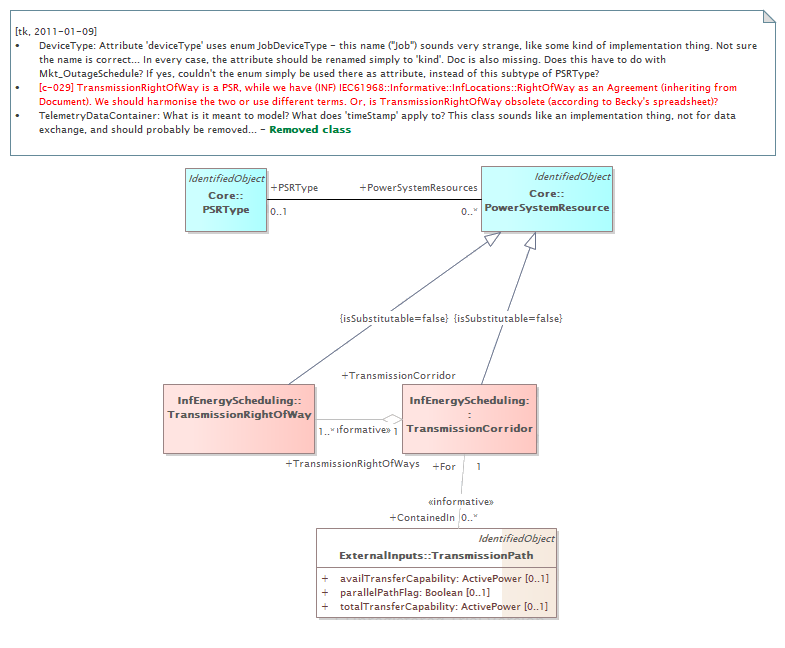 [tk, 2011-01-09]
• DeviceType: Attribute 'deviceType' uses enum JobDeviceType - this name ("Job") sounds very strange, like some kind of implementation thing. Not sure
the name is correct... In every case, the attribute should be renamed simply to 'kind'. Doc is also missing. Does this have to do with
Mkt_OutageSchedule? If yes, couldn't the enum simply be used there as attribute, instead of this subtype of PSRType?
• [c-029] TransmissionRightOfWay is a PSR, while we have (INF) IEC61968::Informative::InfLocations::RightOfWay as an Agreement (inheriting from
Document). We should harmonise the two or use different terms. Or, is TransmissionRightOfWay obsolete (according to Becky's spreadsheet)?
• TelemetryDataContainer: What is it meant to model? What does 'timeStamp' apply to? This class sounds like an implementation thing, not for data
exchange, and should probably be removed... - Removed class
IdentifiedObject
Core::
PSRType
+PSRType
0..1
+PowerSystemResources
0..*
IdentifiedObject
Core::
PowerSystemResource
{isSubstitutable=false}
{isSubstitutable=false}
+TransmissionCorridor
InfEnergyScheduling::
TransmissionRightOfWay
1..*
nformative»
1
InfEnergyScheduling:
:
TransmissionCorridor
+TransmissionRightOfWays
+For
1
«informative»
+ContainedIn
0..*
IdentifiedObject
ExternalInputs::TransmissionPath
+ availTransferCapability: ActivePower [0..1]
+ parallelPathFlag: Boolean [0..1]
+ totalTransferCapability: ActivePower [0..1]